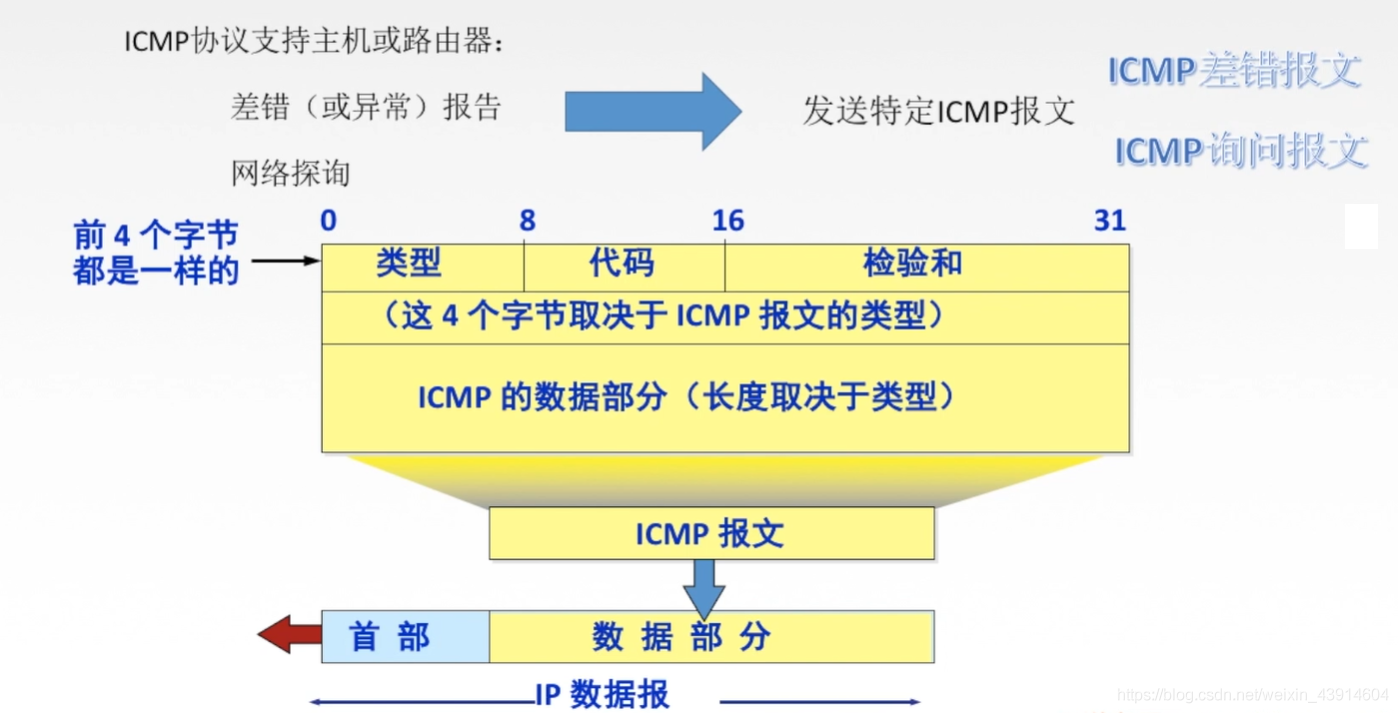 ICMP协议支持主机或路由器：
差错（或异常）报告
网络探询
发送特定ICMP报文
ICMP差错报文
ICMP询问报文
前 4 个字节
都是一样的
0 8 16 31
类型 代码 检验和
（这 4 个字节取决于 ICMP 报文的类型）
ICMP 的数据部分（长度取决于类型）
ICMP 报文
首 部 数 据 部 分
IP 数据报
https://blog.csdn.net/weixin_43914604